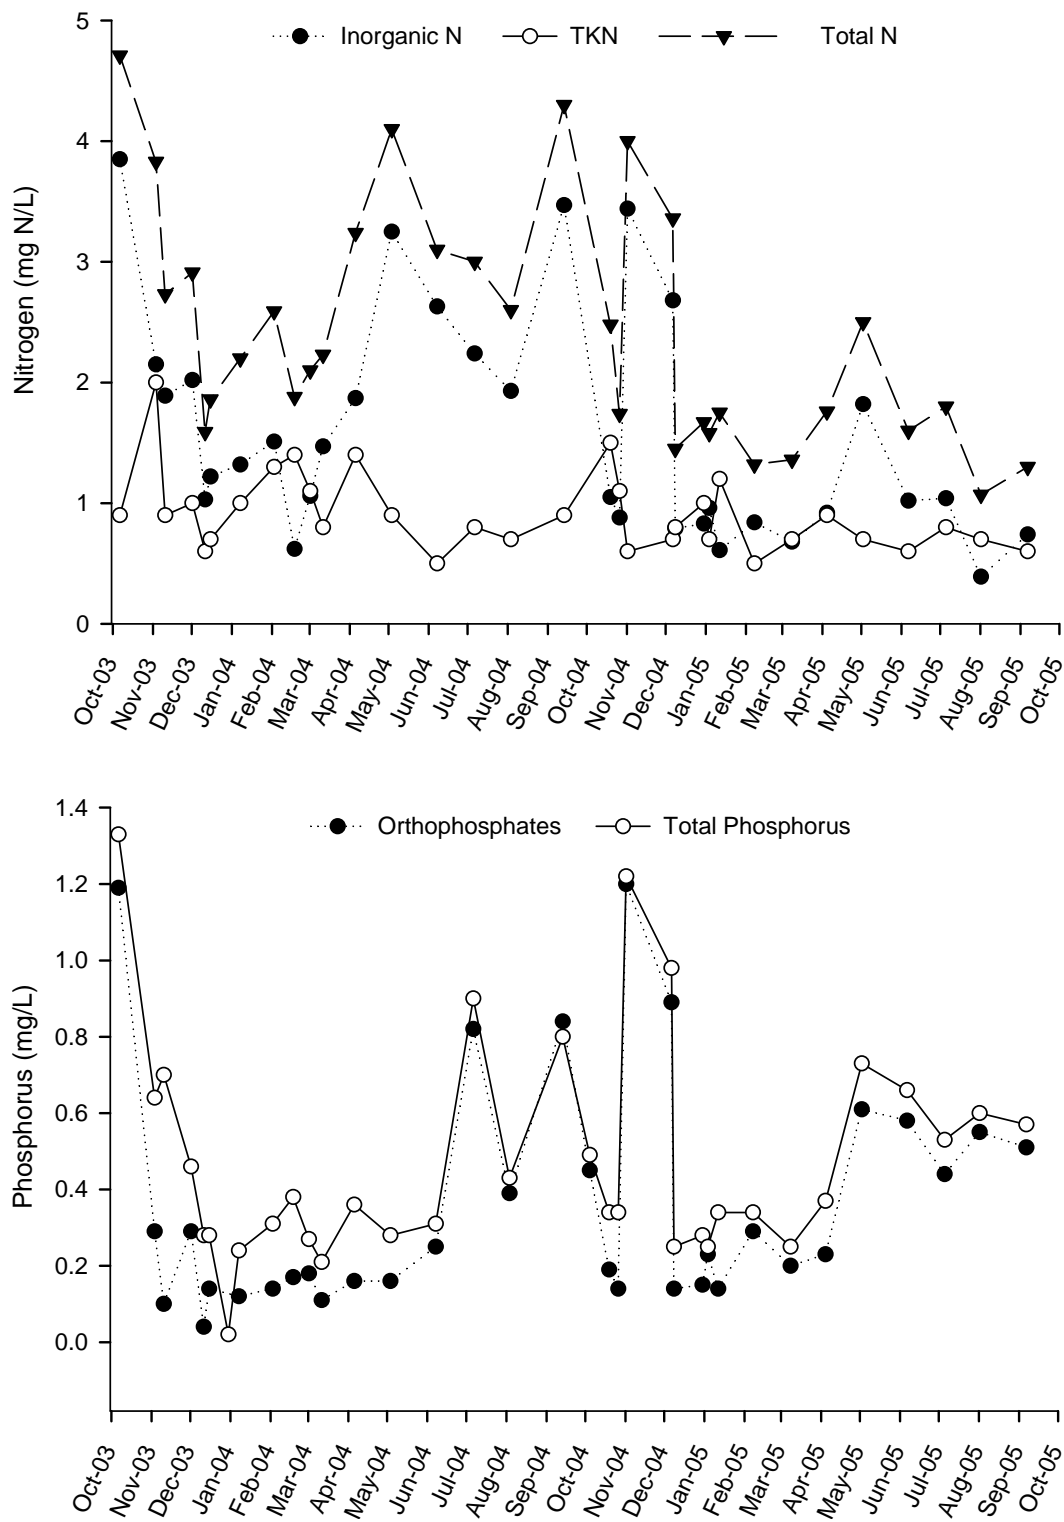 5
Inorganic N TKN Total N
4
3
2
1
0
Nitrogen (mg N/L)
Oct-03 Nov-03 Dec-03 Jan-04 Feb-04 Mar-04 Apr-04 May-04 Jun-04 Jul-04 Aug-04 Sep-04 Oct-04 Nov-04 Dec-04 Jan-05 Feb-05 Mar-05 Apr-05 May-05 Jun-05 Jul-05 Aug-05 Sep-05 Oct-05
1.4
Orthophosphates Total Phosphorus
1.2
1.0
0.8
0.6
0.4
0.2
0.0
Phosphorus (mg/L)
Oct-03 Nov-03 Dec-03 Jan-04 Feb-04 Mar-04 Apr-04 May-04 Jun-04 Jul-04 Aug-04 Sep-04 Oct-04 Nov-04 Dec-04 Jan-05 Feb-05 Mar-05 Apr-05 May-05 Jun-05 Jul-05 Aug-05 Sep-05 Oct-05